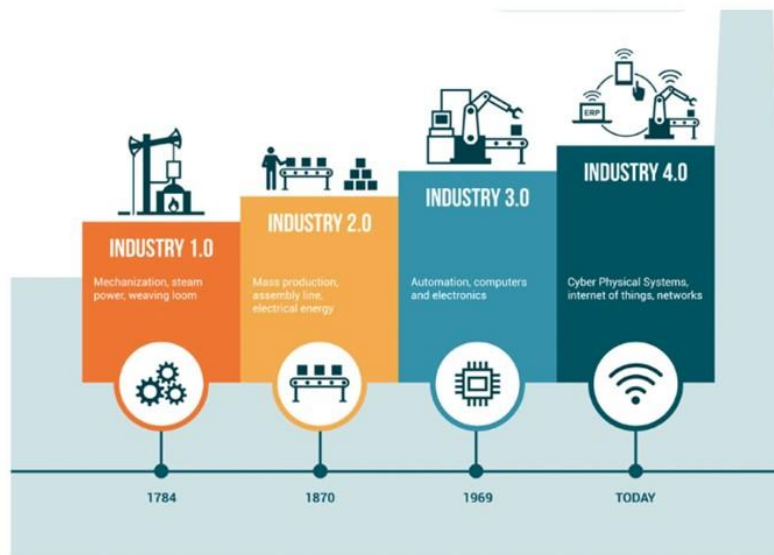 ERP
INDUSTRY 1.0
Mechanization, steam
power, weaving loom
INDUSTRY 2.0
Mass production,
assembly line,
electrical energy
INDUSTRY 3.0
Automation, computers
and electronics
INDUSTRY 4.0
Cyber Physical Systems,
internet of things, networks
1784
1870
1969
TODAY